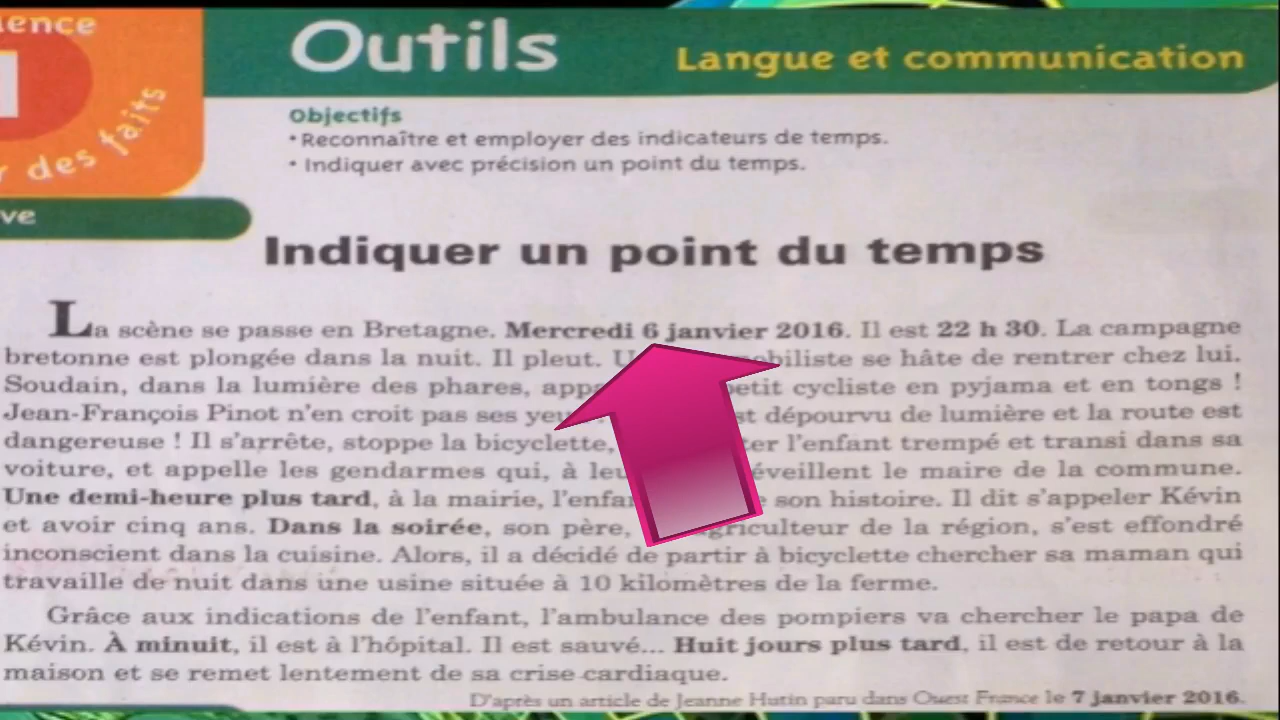 Outils
Langue et communication
des faits
Objectifs
• Reconnaître et employer des indicateurs de temps.
• Indiquer avec précision un point du temps.
Indiquer un point du temps
La scène se passe en Bretagne. Mercredi 6 janvier 2016. Il est 22 h 30. La campagne
bretonne est plongée dans la nuit. Il pleut. se hâte de rentrer chez lui.
Soudain, dans la lumière des phares, cycliste en pyjama et en tongs !
Jean-François Pinot n'en croit pas ses dépourvu de lumière et la route est
dangereuse ! Il s'arrête, stoppe la bicyclette, l'enfant trempé et transi dans sa
voiture, et appelle les gendarmes qui, à le maire de la commune.
Une demi-heure plus tard, à la mairie, son histoire. Il dit s'appeler Kévin
et avoir cinq ans. Dans la soirée, son père, agriculteur de la région, s'est effondré
inconscient dans la cuisine. Alors, il a décidé de partir à bicyclette chercher sa maman qui
travaille de nuit dans une usine située à 10 kilomètres de la ferme.
Grâce aux indications de l'enfant, l'ambulance des pompiers va chercher le papa de
Kévin. À minuit, il est à l'hôpital. Il est sauvé... Huit jours plus tard, il est de retour à la
maison et se remet lentement de sa crise cardiaque.
D'après un article de Jeanne Hutin paru dans Ouest France le 7 janvier 2016.